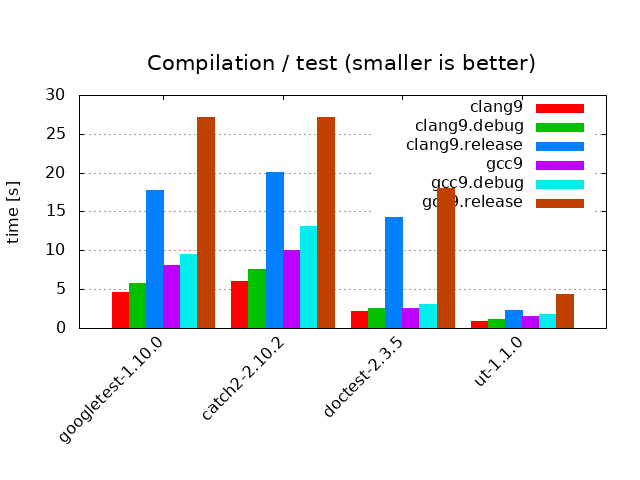 Compilation / test (smaller is better)
time [s]
30
25
20
15
10
5
0
clang9
clang9.debug
clang9.release
gcc9
gcc9.debug
gcc9.release
googletest-1.10.0
catch2-2.10.2
doctest-2.3.5
ut-1.1.0